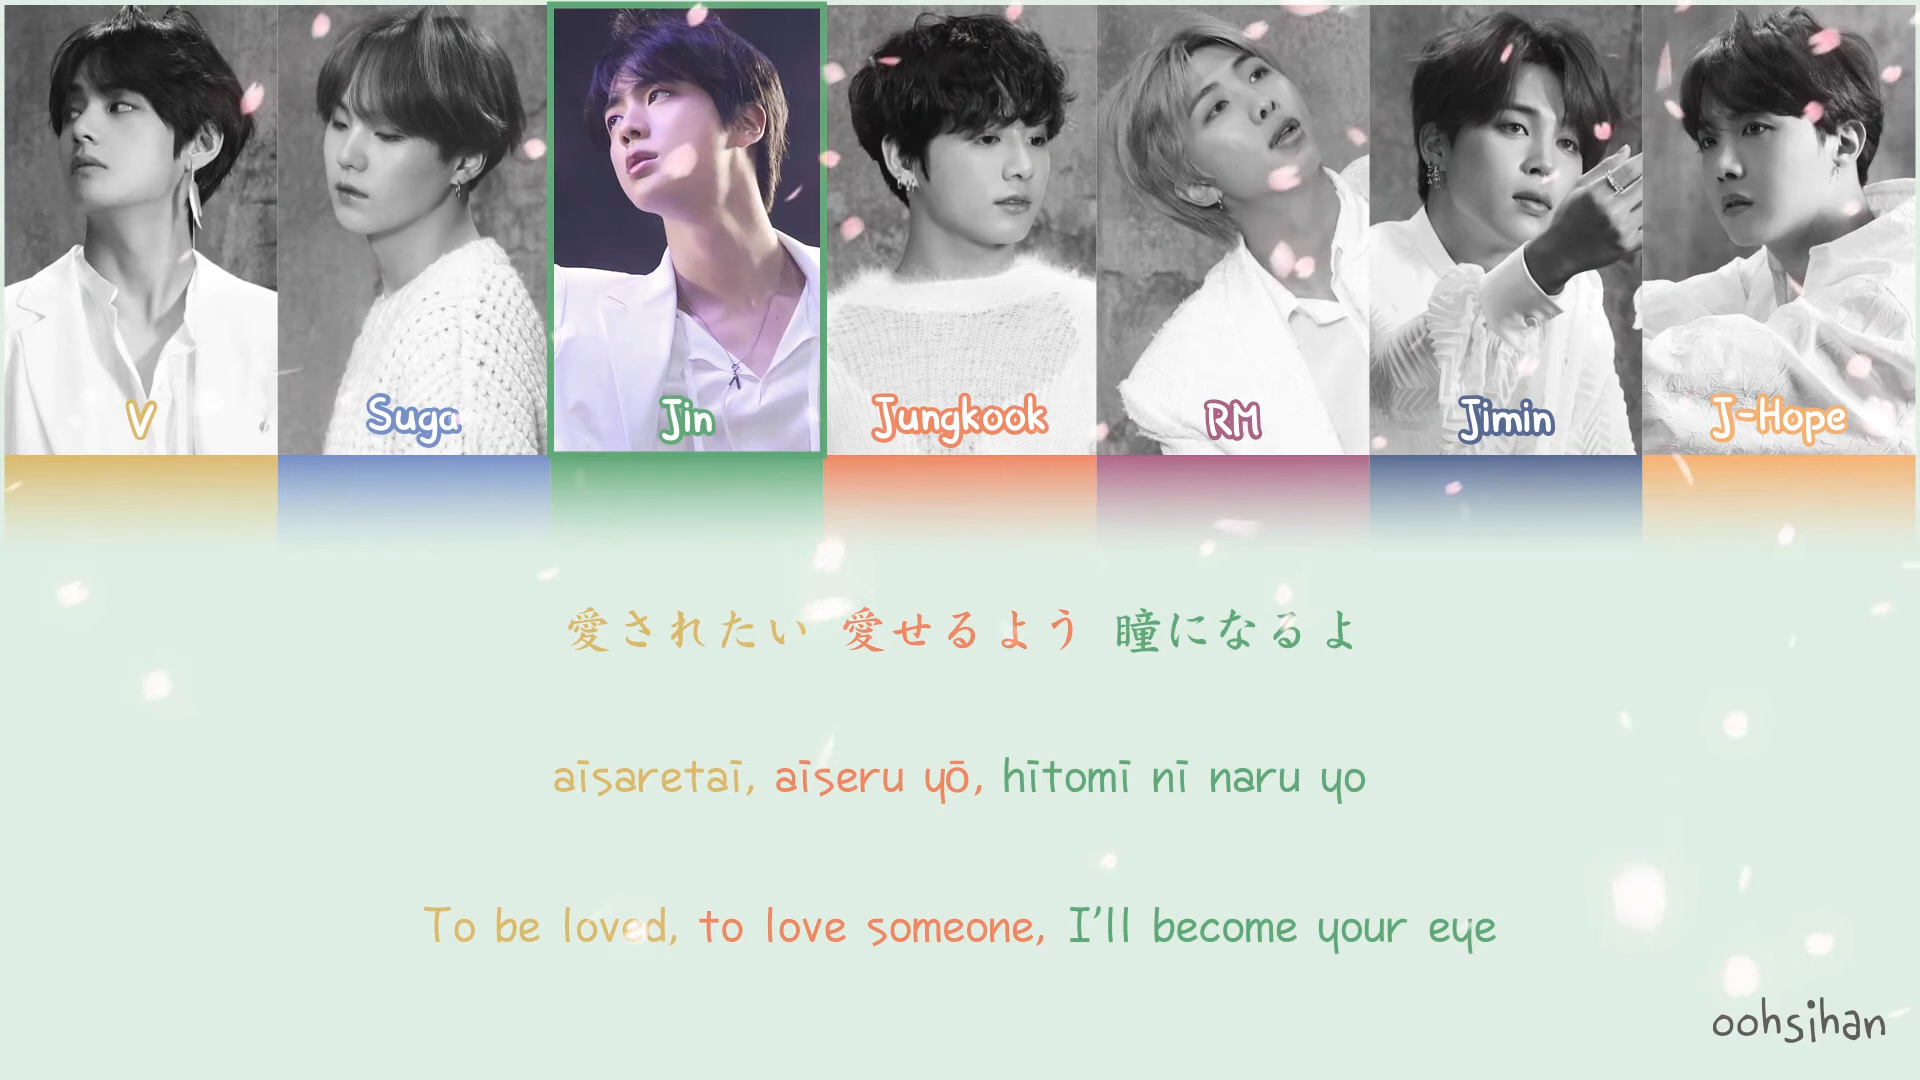 V Suga Jin Jungkook RM Jimin J-Hope
愛されたい 愛せるよう 瞳になるよ
aīsaretaī, aīseru yō, hītomī nī naru yo
To be loved, to love someone, I'll become your eye
oohsihan